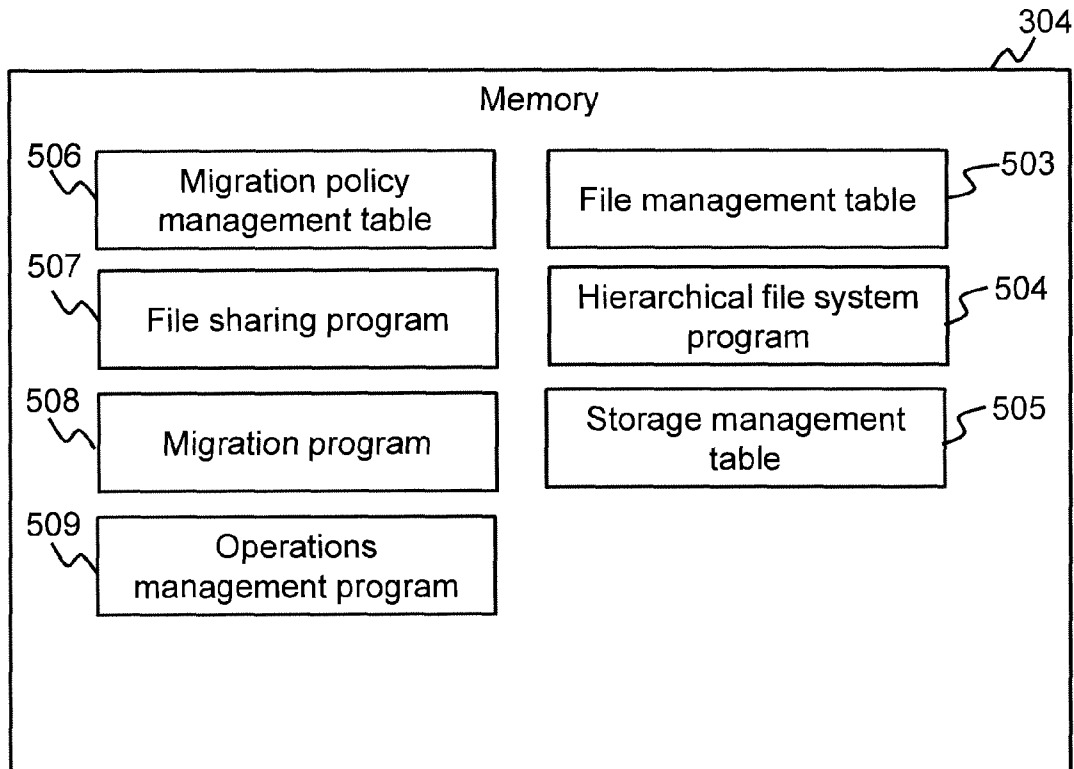 304
Memory
506
Migration policy
management table
503
File management table
507
File sharing program
504
Hierarchical file system
program
508
Migration program
505
Storage management
table
509
Operations
management program